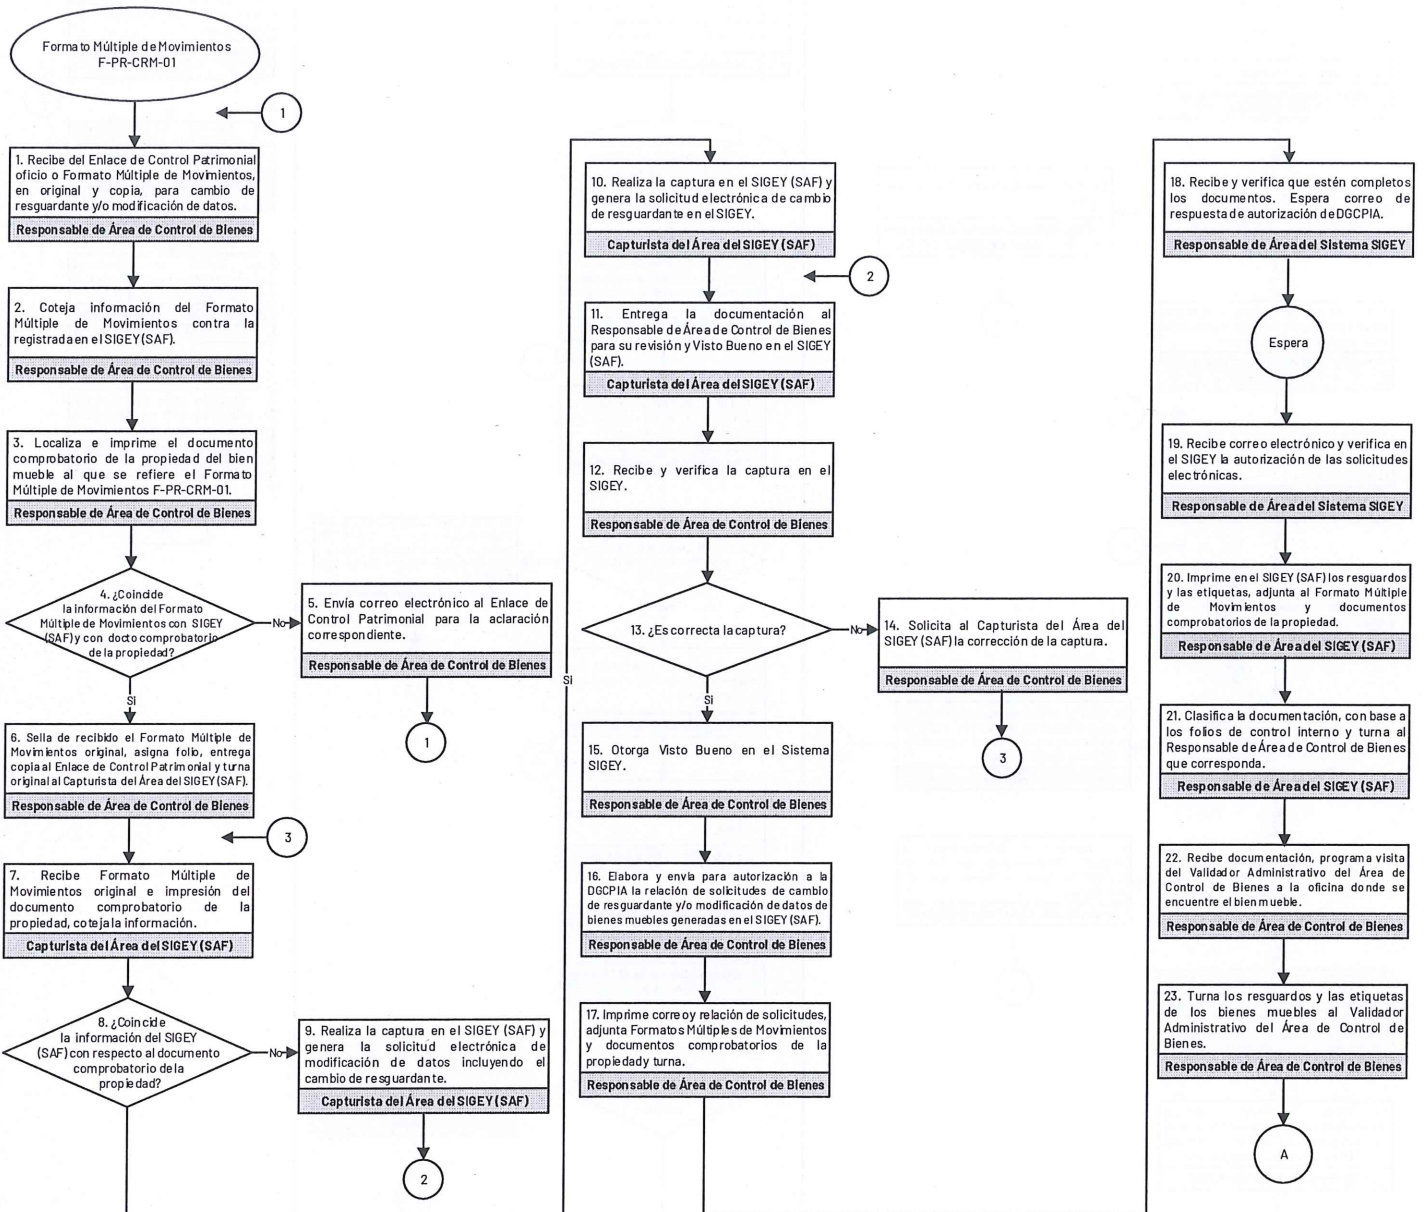 Formato Múltiple de Movimientos
F-PR-CRM-01
1
1. Recibe del Enlace de Control Patrimonial
oficio o Formato Múltiple de Movimientos,
en original y copia, para cambio de
resguardante y/o modificación de datos.
Responsable de Área de Control de Bienes
2. Coteja información del Formato
Múltiple de Movimientos contra la
registrada en el SIGEY (SAF).
Responsable de Área de Control de Bienes
3. Localiza e imprime el documento
comprobatorio de la propiedad del bien
mueble al que se refiere el Formato
Múltiple de Movimientos F-PR-CRM-01.
Responsable de Área de Control de Bienes
4. ¿Coincide
la información del Formato
Múltiple de Movimientos con SIGEY
(SAF) y con docto comprobatorio
de la propiedad?
No
5. Envía correo electrónico al Enlace de
Control Patrimonial para la aclaración
correspondiente.
Responsable de Área de Control de Bienes
1
Si
6. Sella de recibido el Formato Múltiple de
Movimientos original, asigna folio, entrega
copia al Enlace de Control Patrimonial y turna
original al Capturista del Área del SIGEY (SAF).
Responsable de Área de Control de Bienes
3
7. Recibe Formato Múltiple de
Movimientos original e impresión del
documento comprobatorio de la
propiedad, coteja la información.
Capturista del Área del SIGEY (SAF)
8. ¿Coincide
la información del SIGEY
(SAF) con respecto al documento
comprobatorio de la
propiedad?
No
9. Realiza la captura en el SIGEY (SAF) y
genera la solicitud electrónica de
modificación de datos incluyendo el
cambio de resguardante.
Capturista del Área del SIGEY (SAF)
2
Si
10. Realiza la captura en el SIGEY (SAF) y
genera la solicitud electrónica de cambio
de resguardante en el SIGEY.
Capturista del Área del SIGEY (SAF)
2
11. Entrega la documentación al
Responsable de Área de Control de Bienes
para su revisión y Visto Bueno en el SIGEY
(SAF).
Capturista del Área del SIGEY (SAF)
12. Recibe y verifica la captura en el
SIGEY.
Responsable de Área de Control de Bienes
13. ¿Es correcta la captura?
No
14. Solicita al Capturista del Área del
SIGEY (SAF) la corrección de la captura.
Responsable de Área de Control de Bienes
3
Si
15. Otorga Visto Bueno en el Sistema
SIGEY.
Responsable de Área de Control de Bienes
16. Elabora y envía para autorización a la
DGCPIA la relación de solicitudes de cambio
de resguardante y/o modificación de datos de
bienes muebles generadas en el SIGEY (SAF).
Responsable de Área de Control de Bienes
17. Imprime correo y relación de solicitudes,
adjunta Formatos Múltiples de Movimientos
y documentos comprobatorios de la
propiedad y turna.
Responsable de Área de Control de Bienes
18. Recibe y verifica que estén completos
los documentos. Espera correo de
respuesta de autorización de DGCPIA.
Responsable de Área del Sistema SIGEY
Espera
19. Recibe correo electrónico y verifica en
el SIGEY la autorización de las solicitudes
electrónicas.
Responsable de Área del Sistema SIGEY
20. Imprime en el SIGEY (SAF) los resguardos
y las etiquetas, adjunta al Formato Múltiple
de Movimientos y documentos
comprobatorios de la propiedad.
Responsable de Área del SIGEY (SAF)
21. Clasifica la documentación, con base a
los folios de control interno y turna al
Responsable de Área de Control de Bienes
que corresponda.
Responsable de Área del SIGEY (SAF)
22. Recibe documentación, programa visita
del Validador Administrativo del Área de
Control de Bienes a la oficina donde se
encuentre el bien mueble.
Responsable de Área de Control de Bienes
23. Turna los resguardos y las etiquetas
de los bienes muebles al Validador
Administrativo del Área de Control de
Bienes.
Responsable de Área de Control de Bienes
A